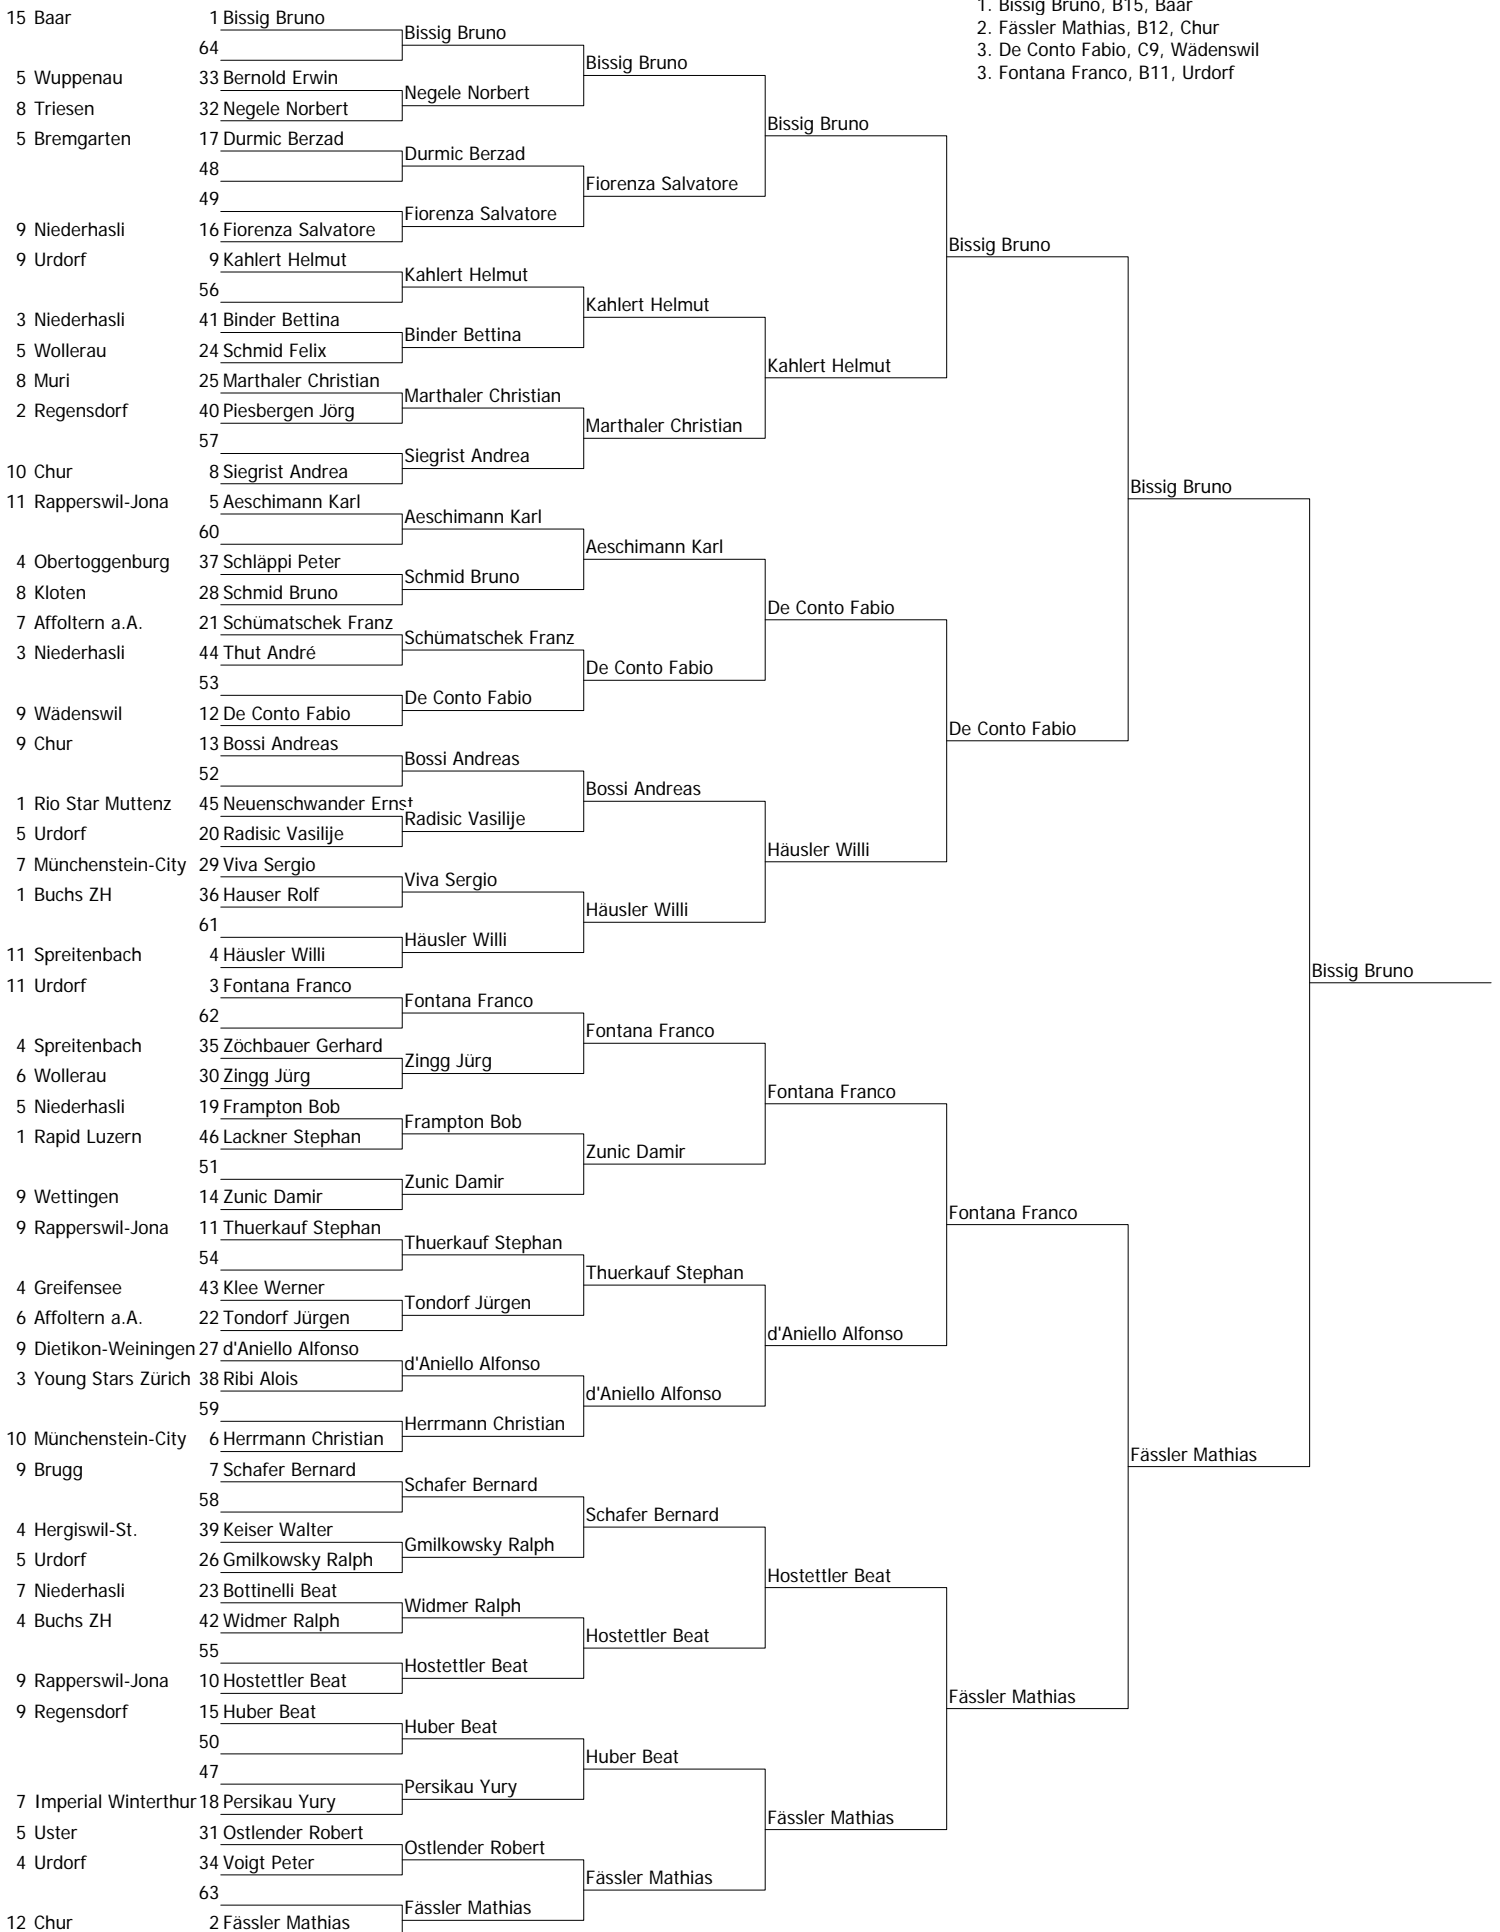 1. Bissig Bruno, B15, Baar
2. Fässler Mathias, B12, Chur
3. De Conto Fabio, C9, Wädenswil
3. Fontana Franco, B11, Urdorf
15 Baar 1 Bissig Bruno
Bissig Bruno
64
Bissig Bruno
5 Wuppenau 33 Bernold Erwin
Negele Norbert
8 Triesen 32 Negele Norbert
Bissig Bruno
5 Bremgarten 17 Durmic Berzad
Durmic Berzad
48
Fiorenza Salvatore
49
Fiorenza Salvatore
9 Niederhasli 16 Fiorenza Salvatore
Bissig Bruno
9 Urdorf 9 Kahlert Helmut
Kahlert Helmut
56
Kahlert Helmut
3 Niederhasli 41 Binder Bettina
Binder Bettina
5 Wollerau 24 Schmid Felix
Kahlert Helmut
8 Muri 25 Marthaler Christian
Marthaler Christian
2 Regensdorf 40 Piesbergen Jörg
Marthaler Christian
57
Siegrist Andrea
10 Chur 8 Siegrist Andrea
Bissig Bruno
11 Rapperswil-Jona 5 Aeschimann Karl
Aeschimann Karl
60
Aeschimann Karl
4 Obertoggenburg 37 Schläppi Peter
Schmid Bruno
8 Kloten 28 Schmid Bruno
De Conto Fabio
7 Affoltern a.A. 21 Schümatschek Franz
Schümatschek Franz
3 Niederhasli 44 Thut André
De Conto Fabio
53
De Conto Fabio
9 Wädenswil 12 De Conto Fabio
De Conto Fabio
9 Chur 13 Bossi Andreas
Bossi Andreas
52
Bossi Andreas
1 Rio Star Muttenz 45 Neuenschwander Ernst
Radisic Vasilije
5 Urdorf 20 Radisic Vasilije
Häusler Willi
7 Münchenstein-City 29 Viva Sergio
Viva Sergio
1 Buchs ZH 36 Hauser Rolf
Häusler Willi
61
Häusler Willi
11 Spreitenbach 4 Häusler Willi
Bissig Bruno
11 Urdorf 3 Fontana Franco
Fontana Franco
62
Fontana Franco
4 Spreitenbach 35 Zöchbauer Gerhard
Zingg Jürg
6 Wollerau 30 Zingg Jürg
Fontana Franco
5 Niederhasli 19 Frampton Bob
Frampton Bob
1 Rapid Luzern 46 Lackner Stephan
Zunic Damir
51
Zunic Damir
9 Wettingen 14 Zunic Damir
Fontana Franco
9 Rapperswil-Jona 11 Thuerkauf Stephan
Thuerkauf Stephan
54
Thuerkauf Stephan
4 Greifensee 43 Klee Werner
Tondorf Jürgen
6 Affoltern a.A. 22 Tondorf Jürgen
d'Aniello Alfonso
9 Dietikon-Weiningen 27 d'Aniello Alfonso
d'Aniello Alfonso
3 Young Stars Zürich 38 Ribi Alois
d'Aniello Alfonso
59
Herrmann Christian
10 Münchenstein-City 6 Herrmann Christian
Fässler Mathias
9 Brugg 7 Schafer Bernard
Schafer Bernard
58
Schafer Bernard
4 Hergiswil-St. 39 Keiser Walter
Gmilkowsky Ralph
5 Urdorf 26 Gmilkowsky Ralph
Hostettler Beat
7 Niederhasli 23 Bottinelli Beat
Widmer Ralph
4 Buchs ZH 42 Widmer Ralph
Hostettler Beat
55
Hostettler Beat
9 Rapperswil-Jona 10 Hostettler Beat
Fässler Mathias
9 Regensdorf 15 Huber Beat
Huber Beat
50
Huber Beat
47
Persikau Yury
7 Imperial Winterthur 18 Persikau Yury
Fässler Mathias
5 Uster 31 Ostlender Robert
Ostlender Robert
4 Urdorf 34 Voigt Peter
Fässler Mathias
63
Fässler Mathias
12 Chur 2 Fässler Mathias